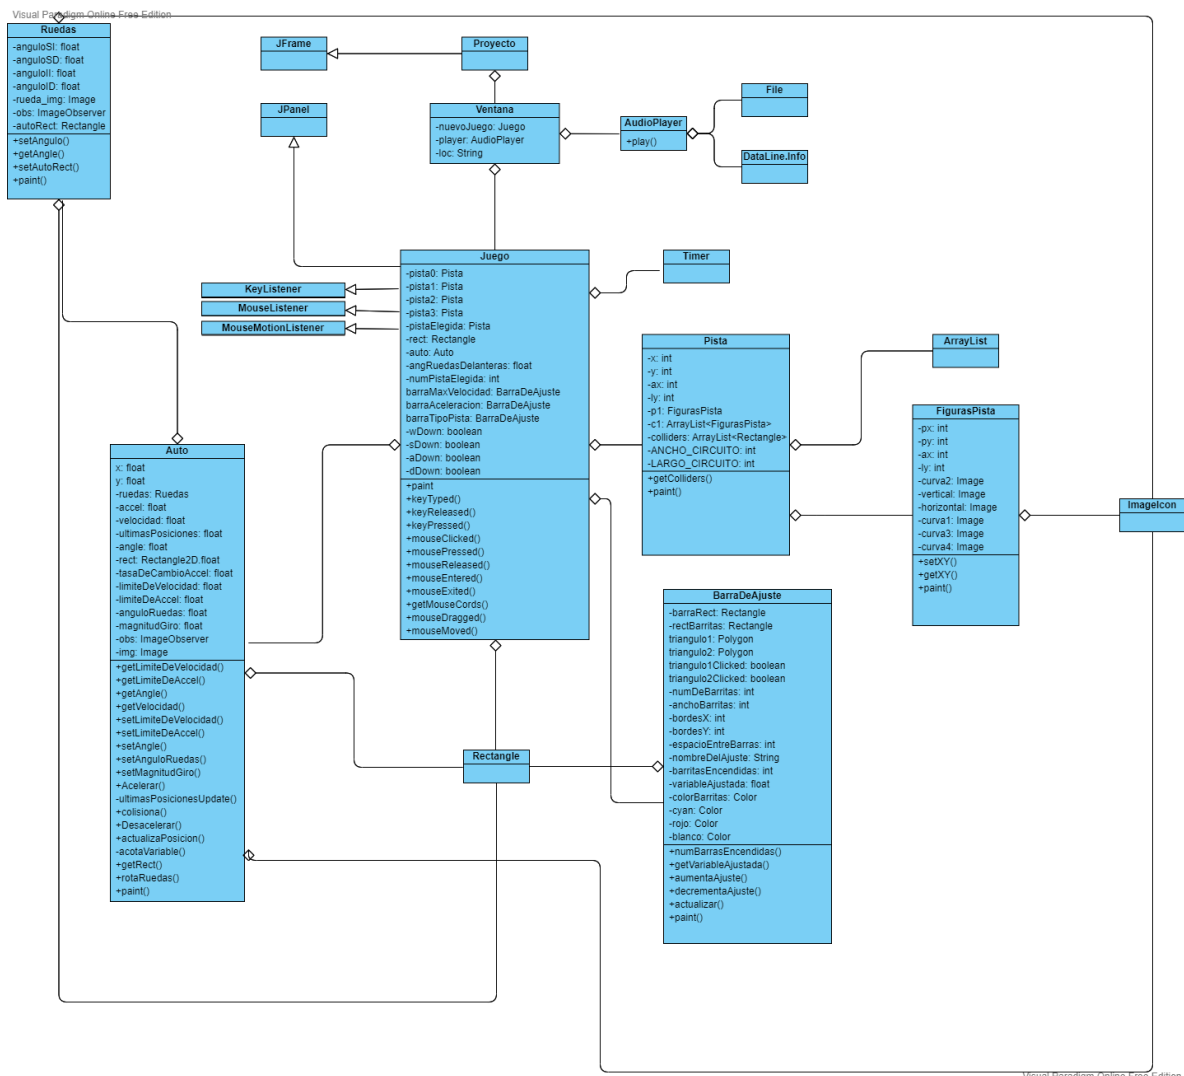 Visual Paradigm Online Free Edition
Ruedas
-anguloSI: float
-anguloSD: float
-anguloII: float
-anguloID: float
-rueda_img: Image
-obs: ImageObserver
-autoRect: Rectangle
+setAngulo()
+getAngle()
+setAutoRect()
+paint()
JFrame
Proyecto
JPanel
Ventana
-nuevoJuego: Juego
-player: AudioPlayer
-loc: String
AudioPlayer
+play()
File
DataLine.Info
Juego
-pista0: Pista
-pista1: Pista
-pista2: Pista
-pista3: Pista
-pistaElegida: Pista
-rect: Rectangle
-auto: Auto
-angRuedasDelanteras: float
-numPistaElegida: int
barraMaxVelocidad: BarraDeAjuste
barraAceleracion: BarraDeAjuste
barraTipoPista: BarraDeAjuste
-wDown: boolean
-sDown: boolean
-aDown: boolean
-dDown: boolean
+paint
+keyTyped()
+keyReleased()
+keyPressed()
+mouseClicked()
+mousePressed()
+mouseReleased()
+mouseEntered()
+mouseExited()
+getMouseCords()
+mouseDragged()
+mouseMoved()
Timer
KeyListener
MouseListener
MouseMotionListener
Pista
-x: int
-y: int
-ax: int
-ly: int
-p1: FigurasPista
-c1: ArrayList<FigurasPista>
-colliders: ArrayList<Rectangle>
-ANCHO_CIRCUITO: int
-LARGO_CIRCUITO: int
+getColliders()
+paint()
ArrayList
FigurasPista
-px: int
-py: int
-ax: int
-ly: int
-curva2: Image
-vertical: Image
-horizontal: Image
-curva1: Image
-curva3: Image
-curva4: Image
+setXY()
+getXY()
+paint()
ImageIcon
Auto
x: float
y: float
-ruedas: Ruedas
-accel: float
-velocidad: float
-ultimasPosiciones: float
-angle: float
-rect: Rectangle2D.float
-tasaDeCambioAccel: float
-limiteDeVelocidad: float
-limiteDeAccel: float
-anguloRuedas: float
-magnitudGiro: float
-obs: ImageObserver
-img: Image
+getLimiteDeVelocidad()
+getLimiteDeAccel()
+getAngle()
+getVelocidad()
+setLimiteDeVelocidad()
+setLimiteDeAccel()
+setAngle()
+setAnguloRuedas()
+setMagnitudGiro()
+Acelerar()
-ultimasPosicionesUpdate()
+colisiona()
+Desacelerar()
+actualizaPosicion()
-acotaVariable()
+getRect()
+rotaRuedas()
+paint()
Rectangle
BarraDeAjuste
-barraRect: Rectangle
-rectBarritas: Rectangle
triangulo1: Polygon
triangulo2: Polygon
triangulo1Clicked: boolean
triangulo2Clicked: boolean
-numDeBarritas: int
-anchoBarritas: int
-bordesX: int
-bordesY: int
-espacioEntreBarras: int
-nombreDelAjuste: String
-barritasEncendidas: int
-variableAjustada: float
-colorBarritas: Color
-cyan: Color
-rojo: Color
-blanco: Color
+numBarrasEncendidas()
+getVariableAjustada()
+aumentaAjuste()
+decrementaAjuste()
+actualizar()
+paint()
Visual Paradigm Online Free Edition